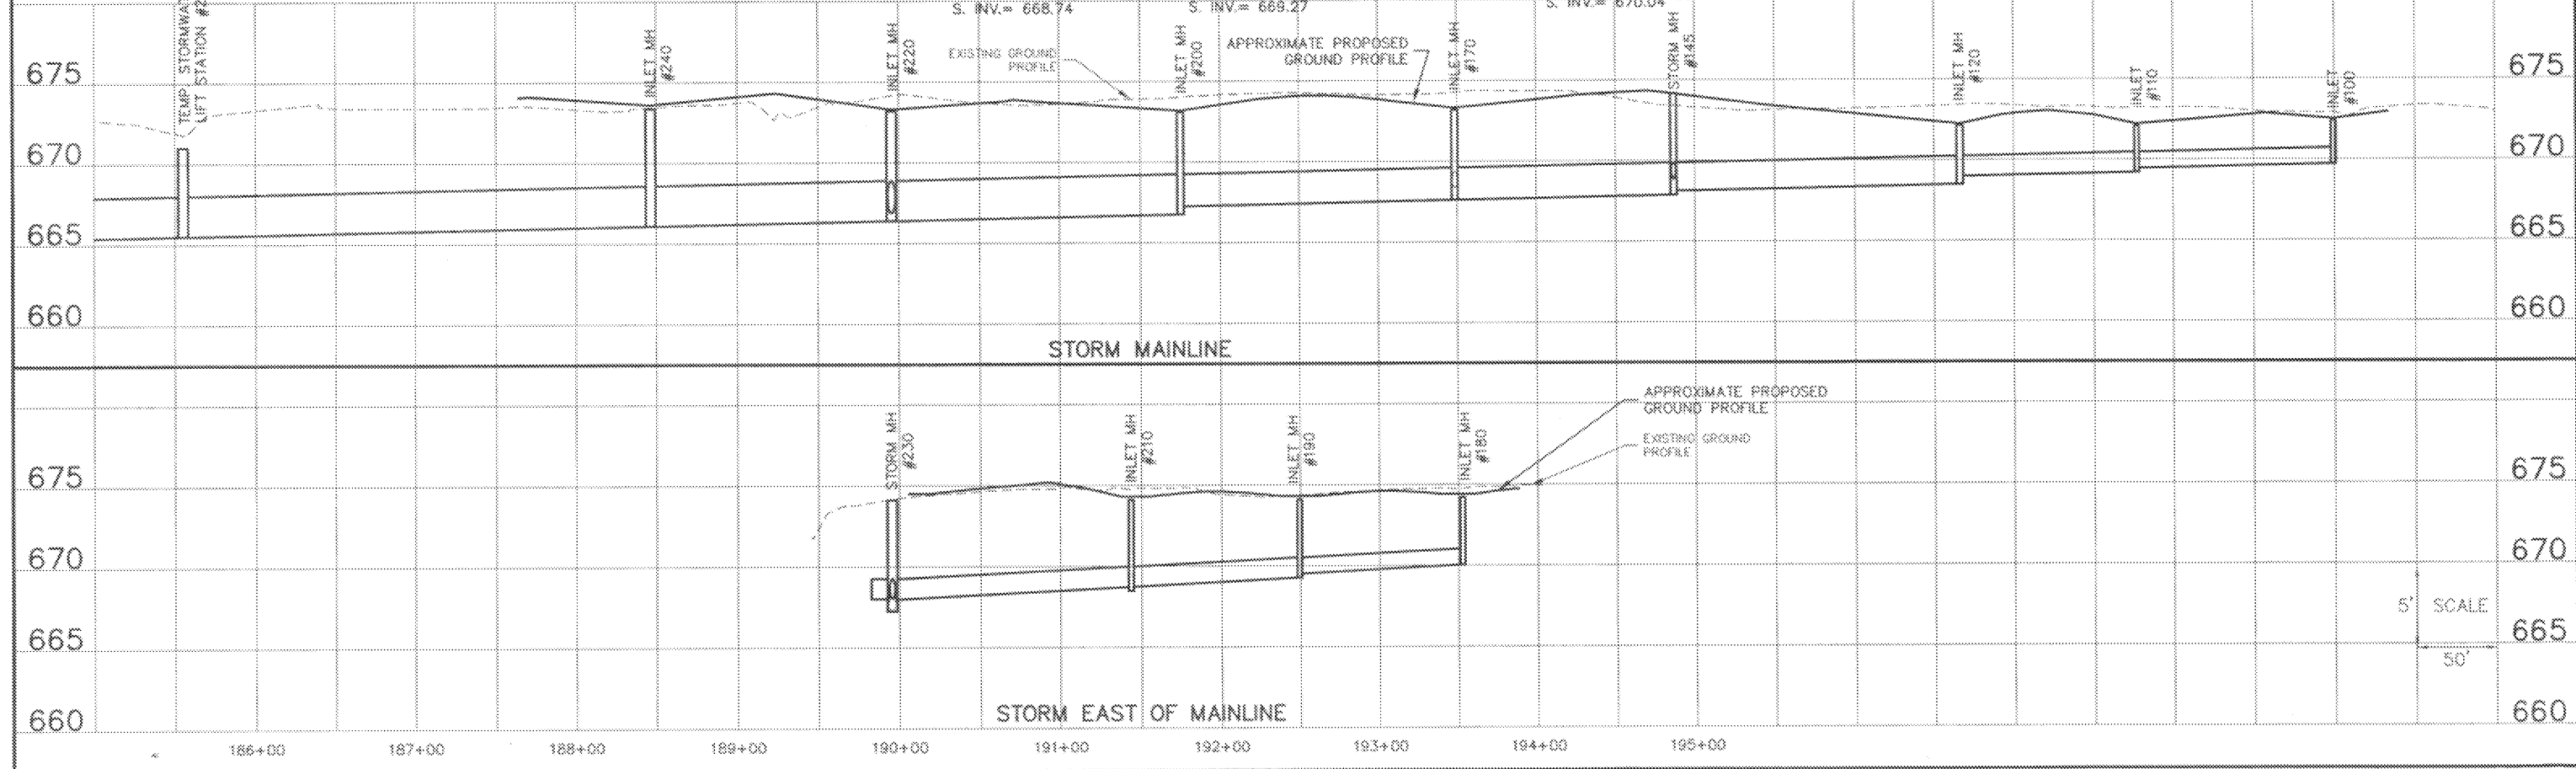 S. INV.= 668.74
S. INV.= 669.27
S. INV.= 670.04
TEMP
LIFT STATION
INLET MH
#240
INLET MH
#220
EXISTING GROUND
PROFILE
INLET MH
#200
APPROXIMATE PROPOSED
GROUND PROFILE
INLET MH
#170
STORM MH
#145
INLET MH
#120
INLET
#110
INLET
#100
675
675
670
670
665
665
660
660
STORM MAINLINE
STORM MH
#230
INLET MH
#210
INLET MH
#190
INLET MH
#180
APPROXIMATE PROPOSED
GROUND PROFILE
EXISTING GROUND
PROFILE
675
675
670
670
5' SCALE
50'
665
665
STORM EAST OF MAINLINE
660
660
186+00
187+00
188+00
189+00
190+00
191+00
192+00
193+00
194+00
195+00